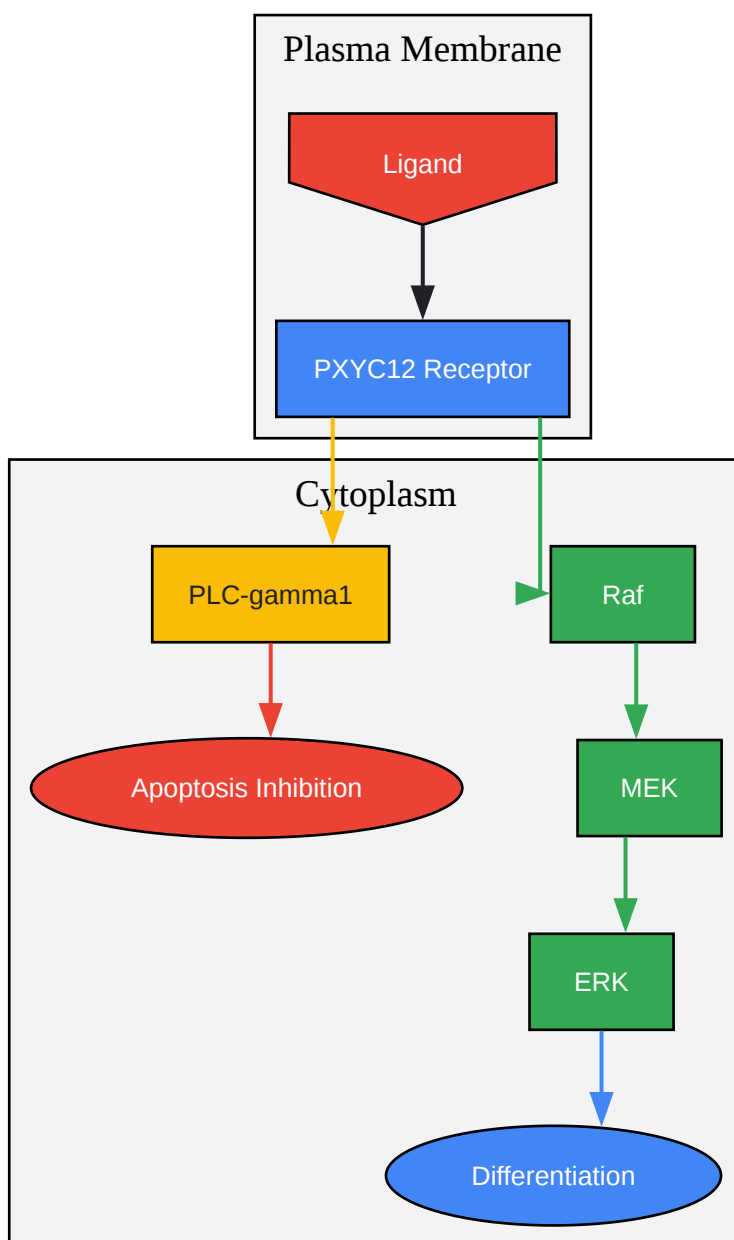 Plasma Membrane
Ligand
PXYC12 Receptor
Cytoplasm
PLC-gamma1
Raf
Apoptosis Inhibition
MEK
ERK
Differentiation